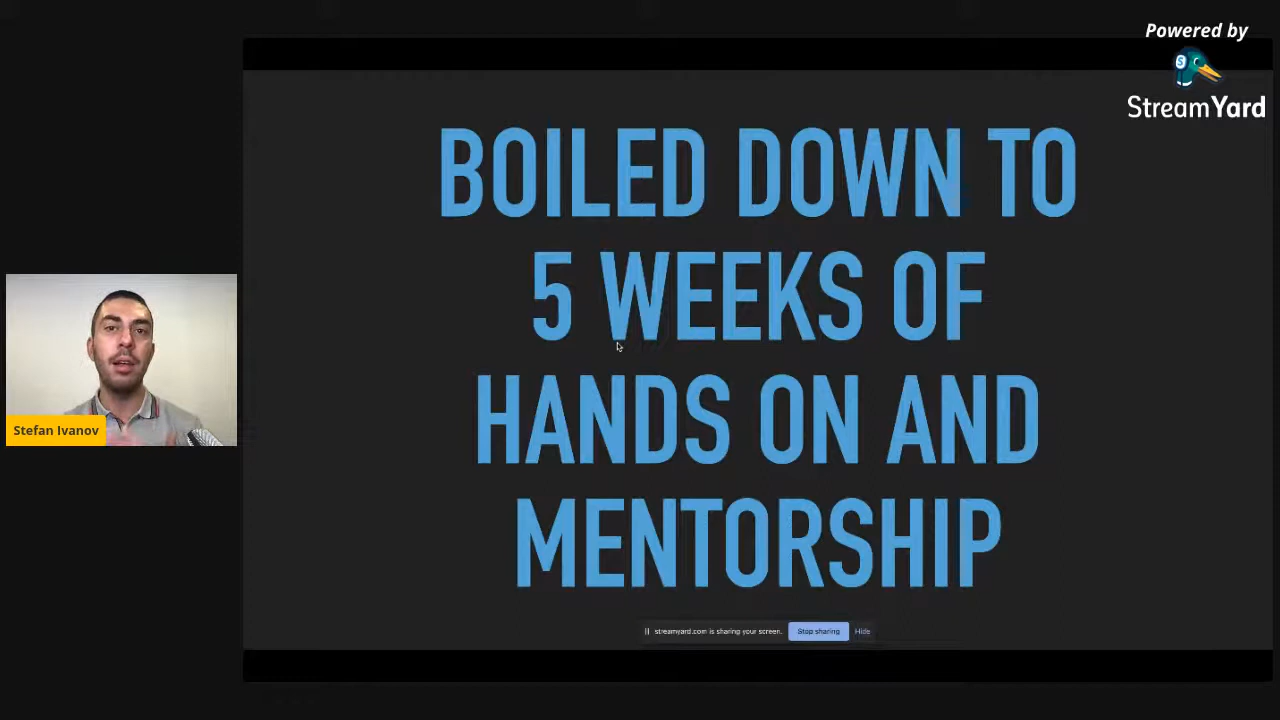 Powered by
StreamYard
BOILED DOWN TO
5 WEEKS OF
HANDS ON AND
MENTORSHIP
Stefan Ivanov
streamyard.com is sharing your screen. Stop sharing Hide